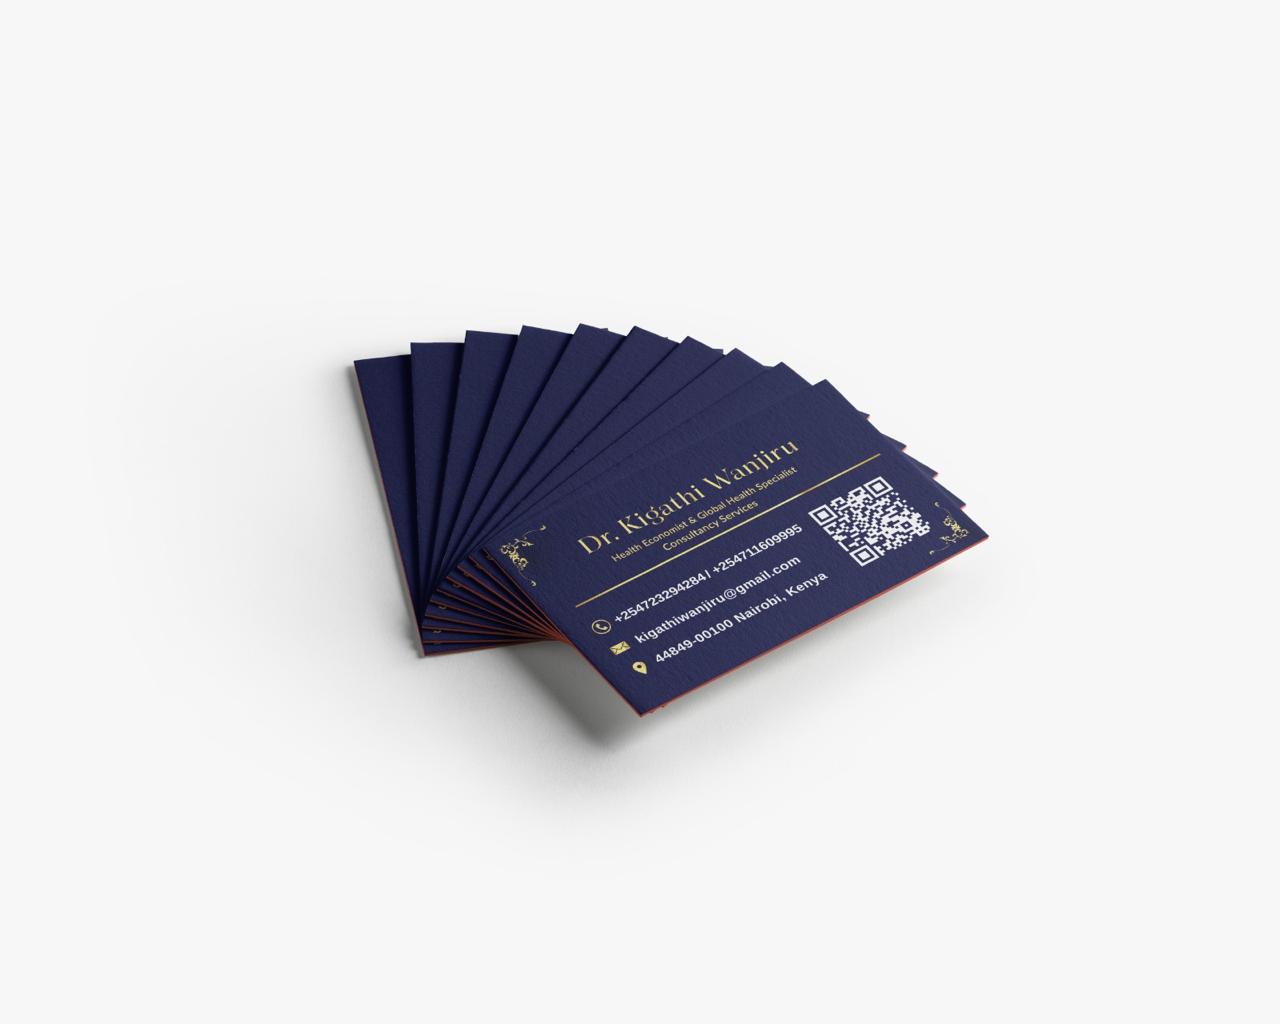 Dr. Kigathi Wanjiru
Health Economist & Global Health Specialist
Consultancy Services
+254723294284 / +254711609995
kigathiwanjiru@gmail.com
44849-00100 Nairobi, Kenya